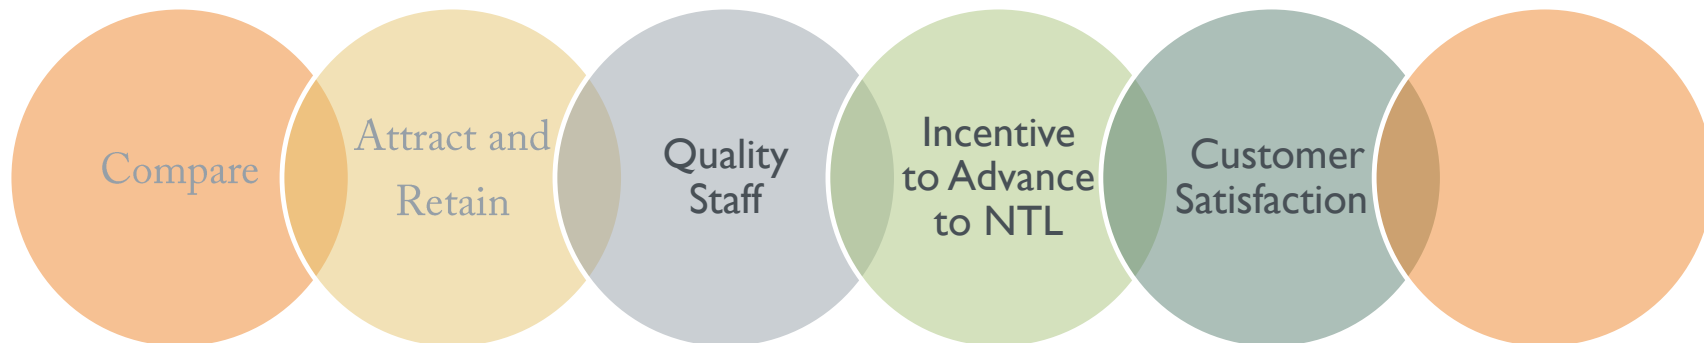 Compare
Attract and
Retain
Quality
Staff
Incentive
to Advance
to NTL
Customer
Satisfaction